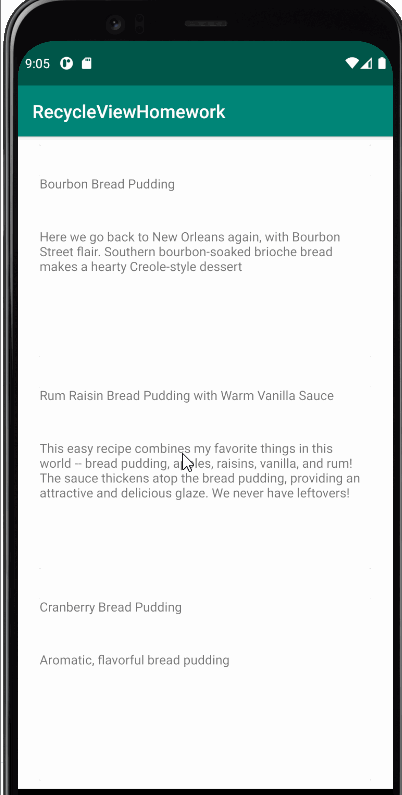 9:05
RecycleViewHomework
Bourbon Bread Pudding
Here we go back to New Orleans again, with Bourbon
Street flair. Southern bourbon-soaked brioche bread
makes a hearty Creole-style dessert
Rum Raisin Bread Pudding with Warm Vanilla Sauce
This easy recipe combines my favorite things in this
world -- bread pudding, apples, raisins, vanilla, and rum!
The sauce thickens atop the bread pudding, providing an
attractive and delicious glaze. We never have leftovers!
Cranberry Bread Pudding
Aromatic, flavorful bread pudding